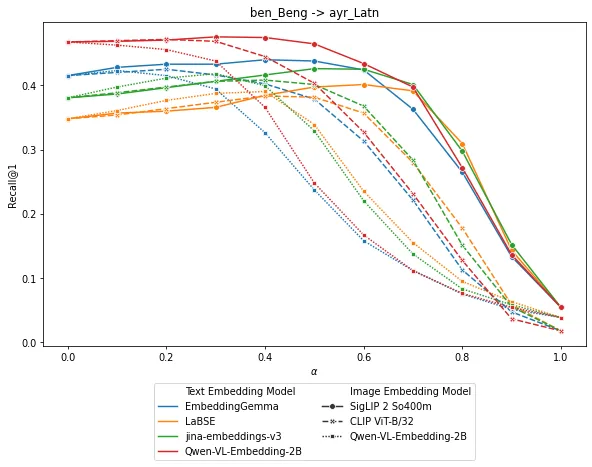 ben_Beng -> ayr_Latn
Recall@1
0.4
0.3
0.2
0.1
0.0
0.0 0.2 0.4 0.6 0.8 1.0
α
Text Embedding Model
EmbeddingGemma
LaBSE
jina-embeddings-v3
Qwen-VL-Embedding-2B
Image Embedding Model
SigLIP 2 So400m
CLIP ViT-B/32
Qwen-VL-Embedding-2B